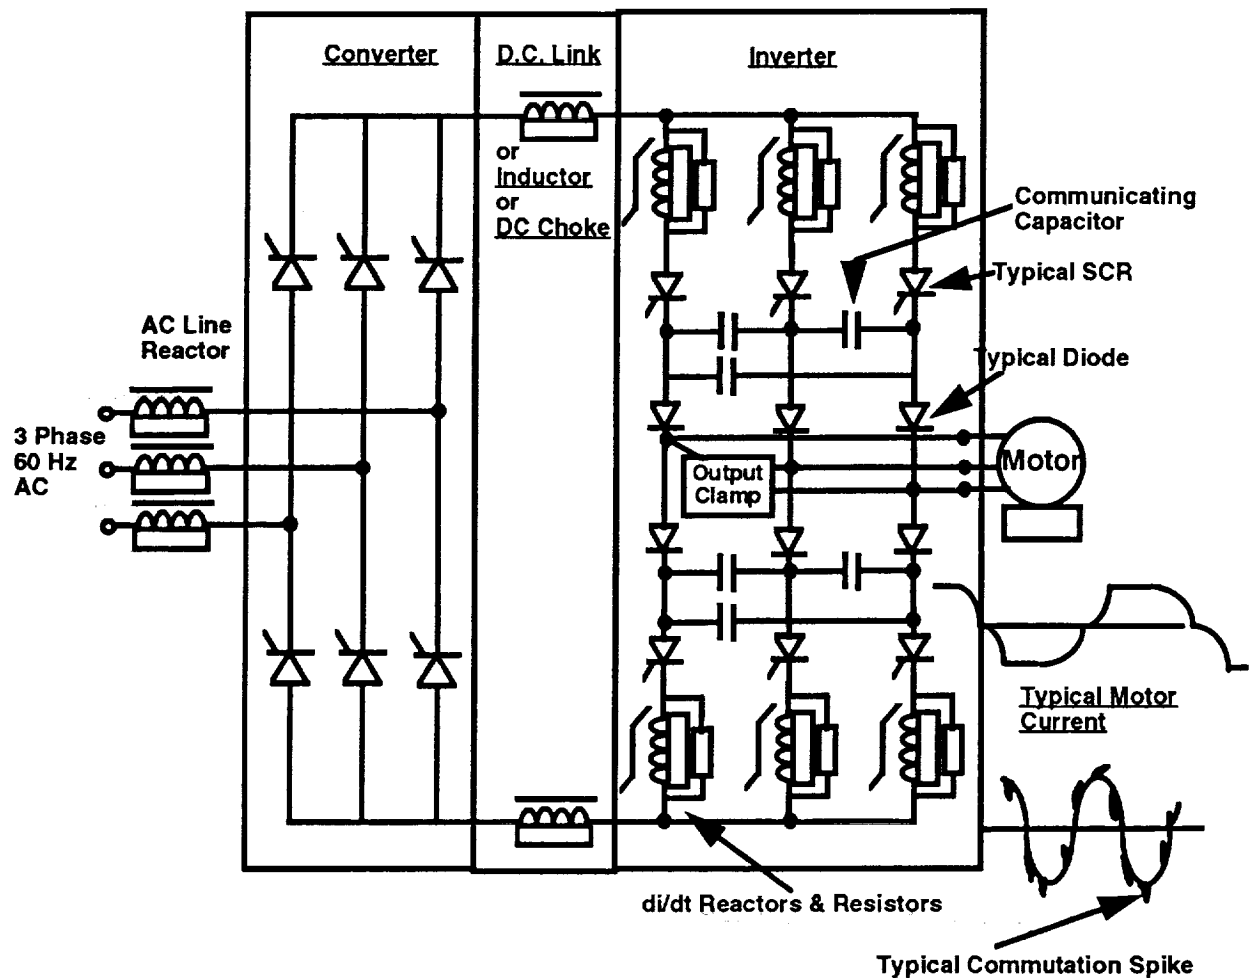 Converter
D.C. Link
Inverter
or
Inductor
or
DC Choke
Communicating
Capacitor
Typical SCR
AC Line
Reactor
Typical Diode
3 Phase
60 Hz
AC
Output
Clamp
Motor
Typical Motor
Current
di/dt Reactors & Resistors
Typical Commutation Spike